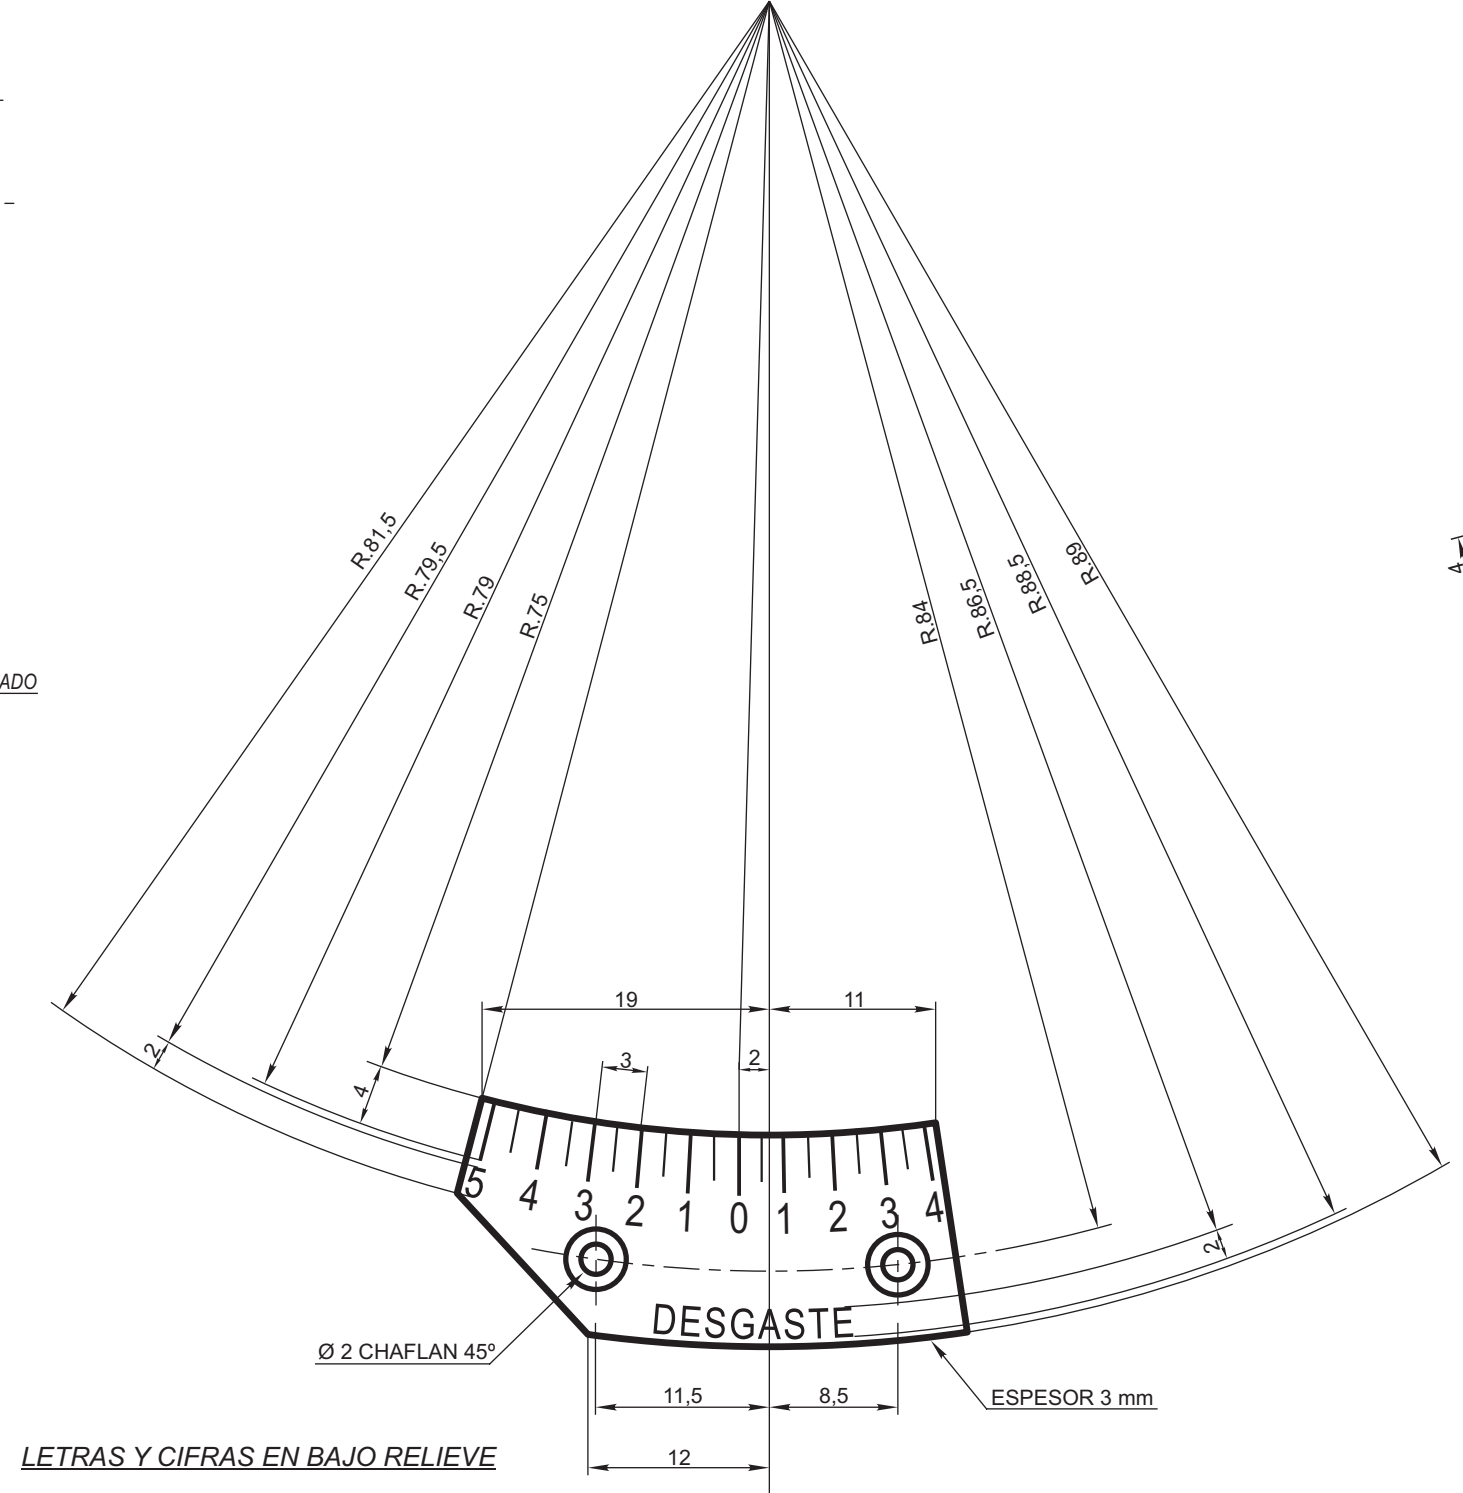 ADO
R.81,5
R.79,5
R.79
R.75
R.84
R.86,5
R.88,5
R.89
4
19
11
2
3
2
4
5 4 3 2 1 0 1 2 3 4
2
DESGASTE
Ø 2 CHAFLAN 45º
11,5
8,5
ESPESOR 3 mm
12
LETRAS Y CIFRAS EN BAJO RELIEVE